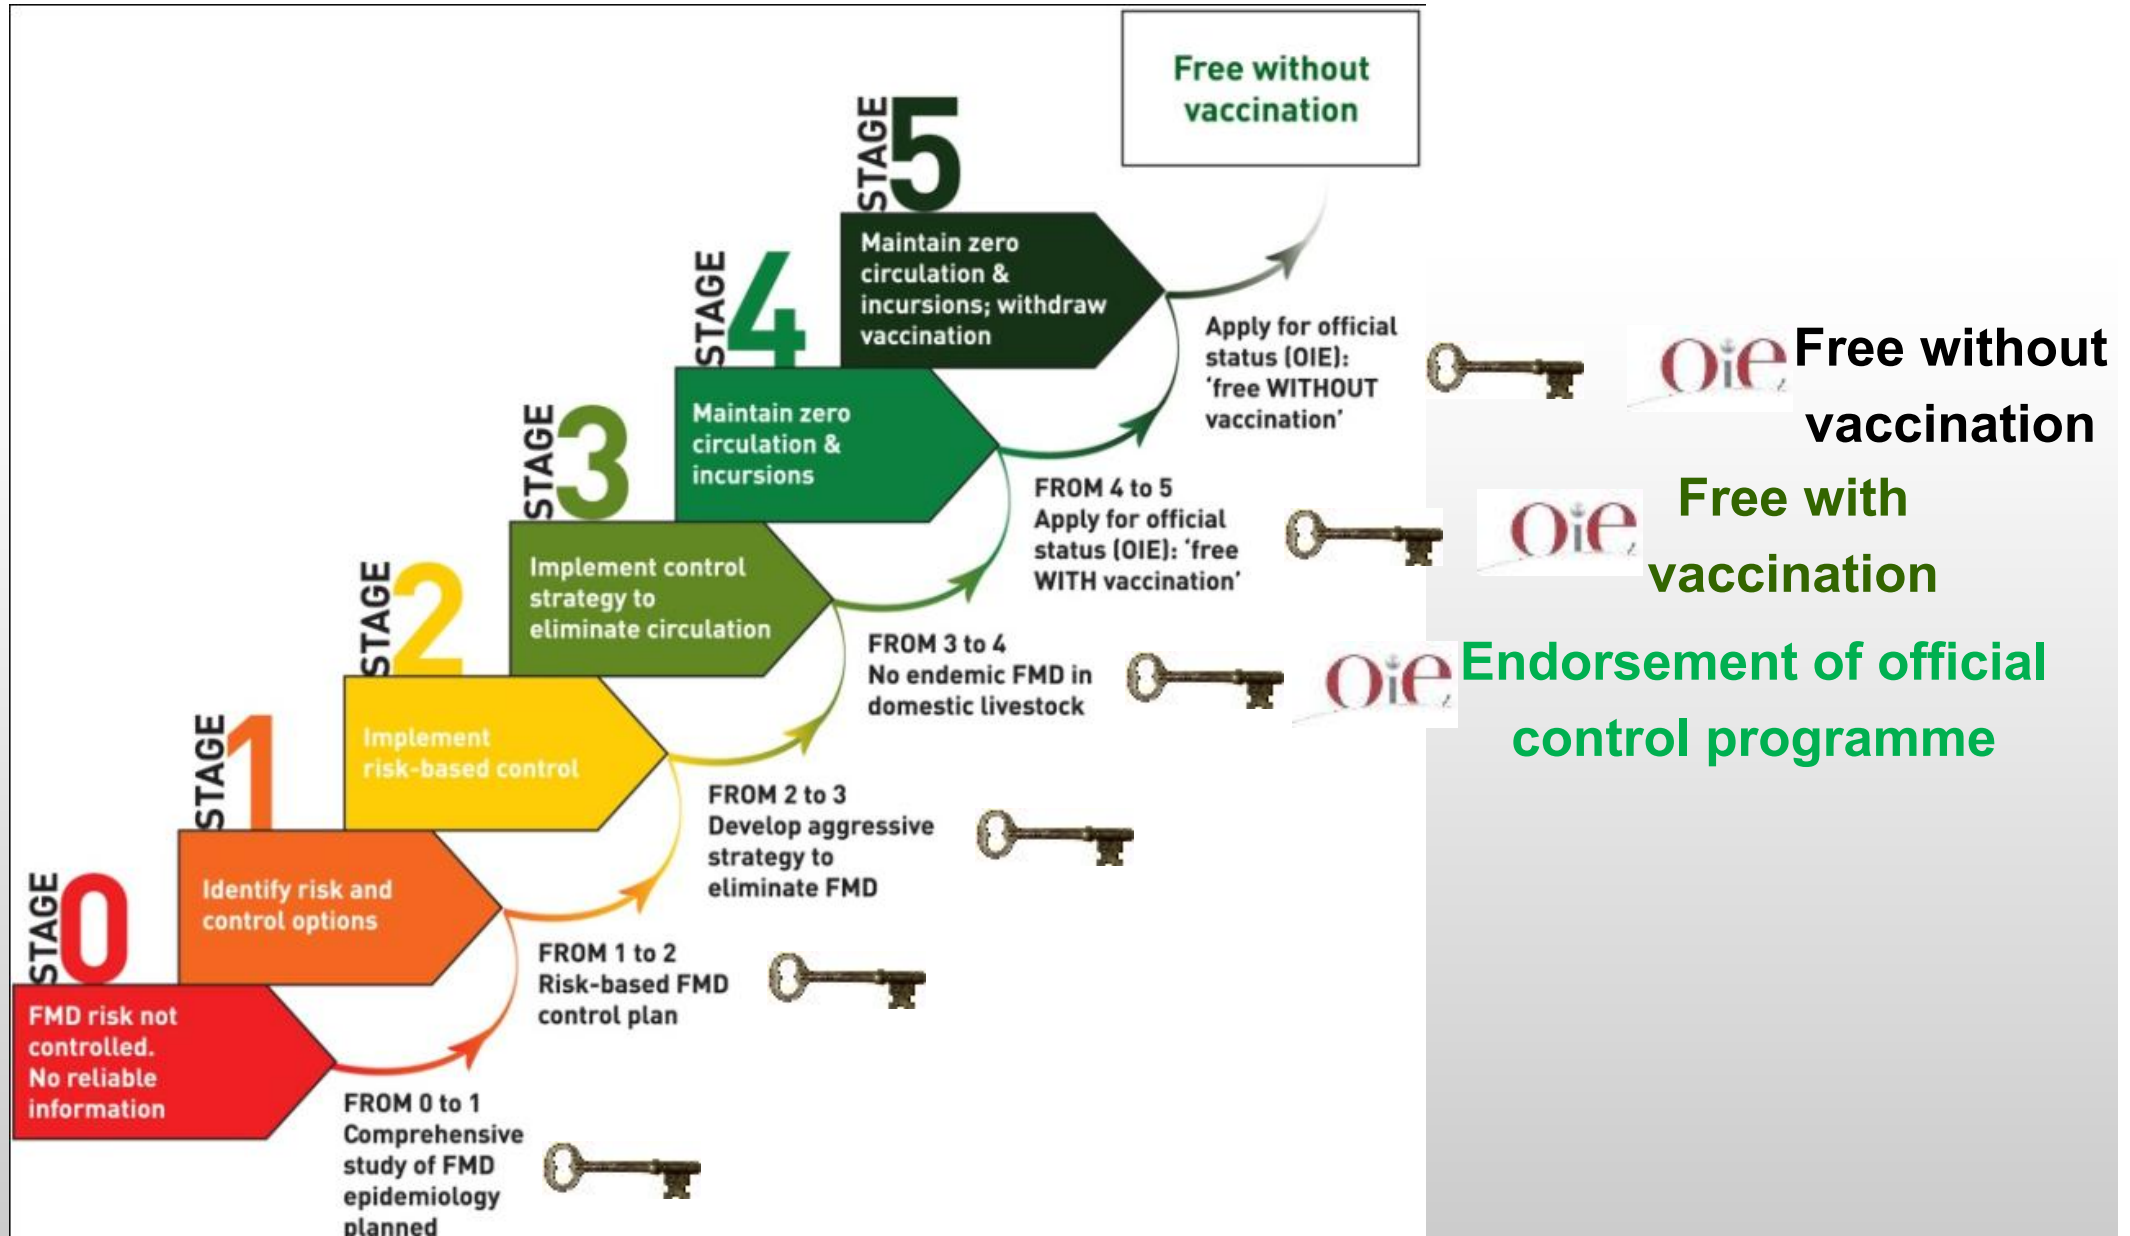 Free without
vaccination
STAGE 5
Maintain zero
circulation &
incursions; withdraw
vaccination
Apply for official
status (OIE):
‘free WITHOUT
vaccination’
Oie
Free without
vaccination
STAGE 4
Maintain zero
circulation &
incursions
FROM 4 to 5
Apply for official
status (OIE): ‘free
WITH vaccination’
Oie
Free with
vaccination
STAGE 3
Implement control
strategy to
eliminate circulation
FROM 3 to 4
No endemic FMD in
domestic livestock
Oie
Endorsement of official
control programme
STAGE 2
Implement
risk-based control
FROM 2 to 3
Develop aggressive
strategy to
eliminate FMD
STAGE 1
Identify risk and
control options
FROM 1 to 2
Risk-based FMD
control plan
STAGE 0
FMD risk not
controlled.
No reliable
information
FROM 0 to 1
Comprehensive
study of FMD
epidemiology
planned